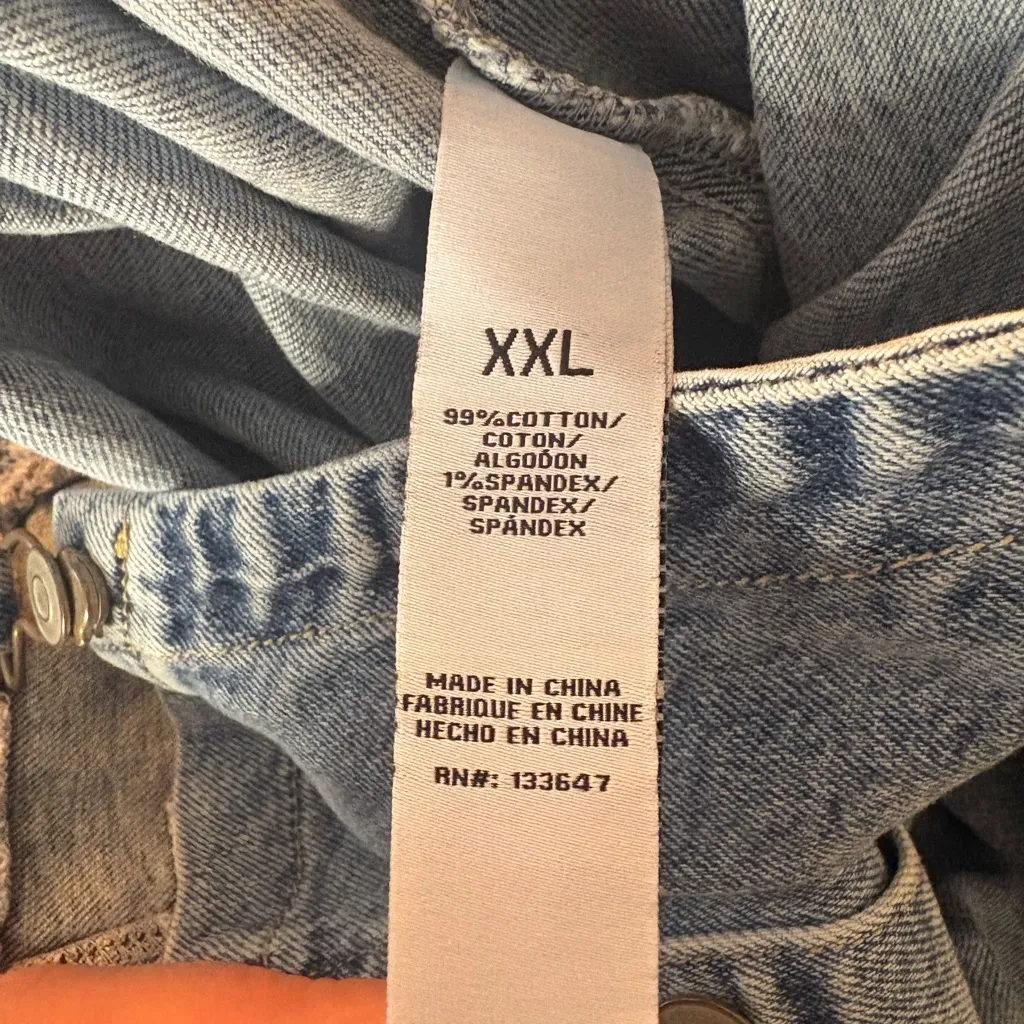 XXL
99%COTTON/
COTON/
ALGODÓN
1%SPANDEX/
SPANDEX/
SPÁNDEX
MADE IN CHINA
FABRIQUE EN CHINE
HECHO EN CHINA
RN#: 133647